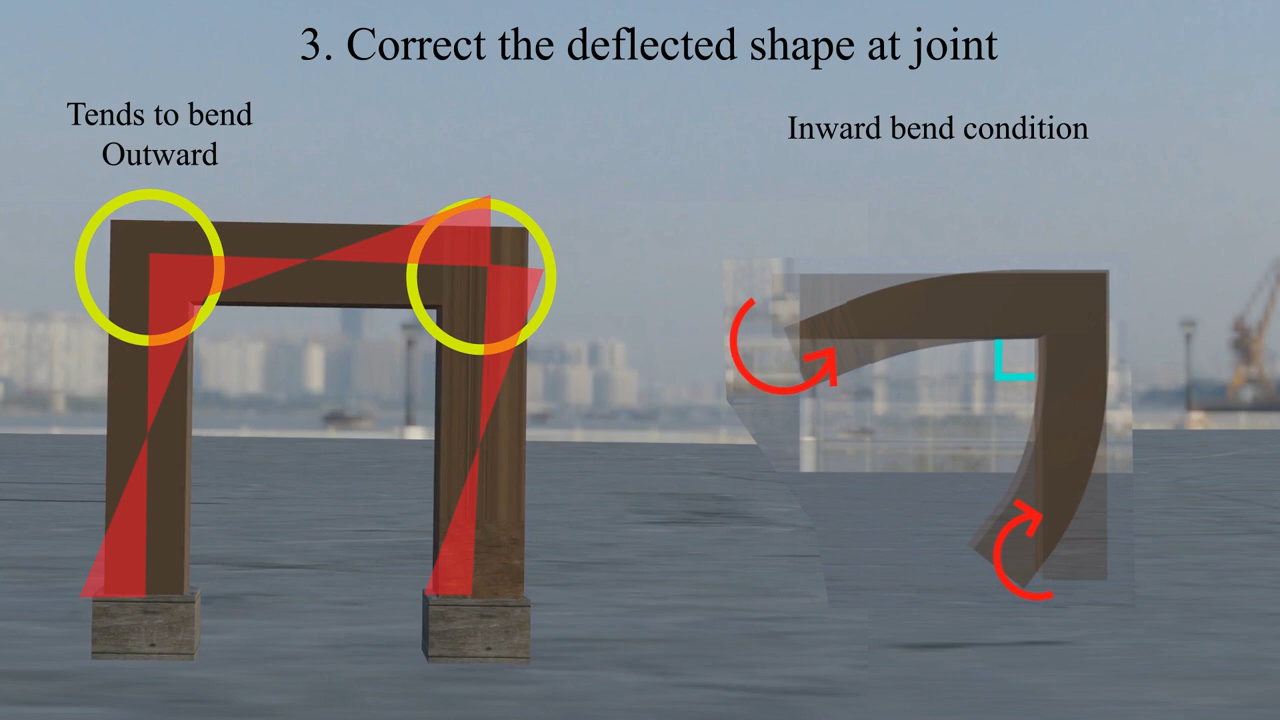 3. Correct the deflected shape at joint
Tends to bend
Outward
Inward bend condition